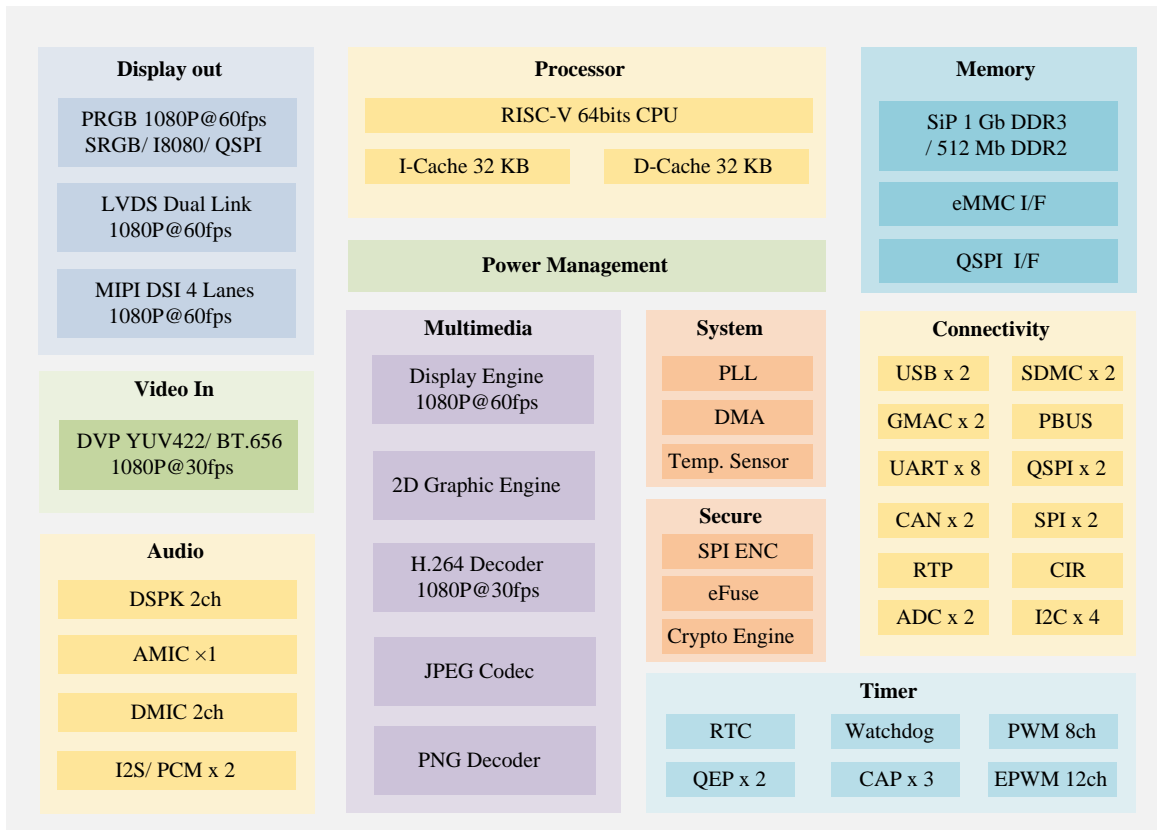 Display out
PRGB 1080P@60fps
SRGB/ I8080/ QSPI
LVDS Dual Link
1080P@60fps
MIPI DSI 4 Lanes
1080P@60fps
Video In
DVP YUV422/ BT.656
1080P@30fps
Audio
DSPK 2ch
AMIC ×1
DMIC 2ch
I2S/ PCM x 2
Processor
RISC-V 64bits CPU
I-Cache 32 KB
D-Cache 32 KB
Power Management
Multimedia
Display Engine
1080P@60fps
2D Graphic Engine
H.264 Decoder
1080P@30fps
JPEG Codec
PNG Decoder
System
PLL
DMA
Temp. Sensor
Secure
SPI ENC
eFuse
Crypto Engine
Memory
SiP 1 Gb DDR3
/ 512 Mb DDR2
eMMC I/F
QSPI I/F
Connectivity
USB x 2
SDMC x 2
GMAC x 2
PBUS
UART x 8
QSPI x 2
CAN x 2
SPI x 2
RTP
CIR
ADC x 2
I2C x 4
Timer
RTC
Watchdog
PWM 8ch
QEP x 2
CAP x 3
EPWM 12ch